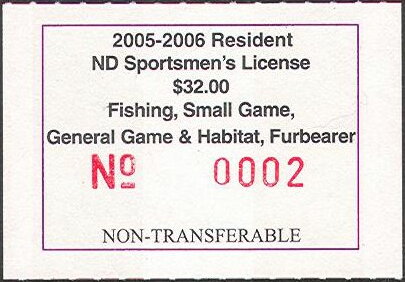 2005-2006 Resident
ND Sportsmen's License
$32.00
Fishing, Small Game,
General Game & Habitat, Furbearer
Nº 0002
NON-TRANSFERABLE